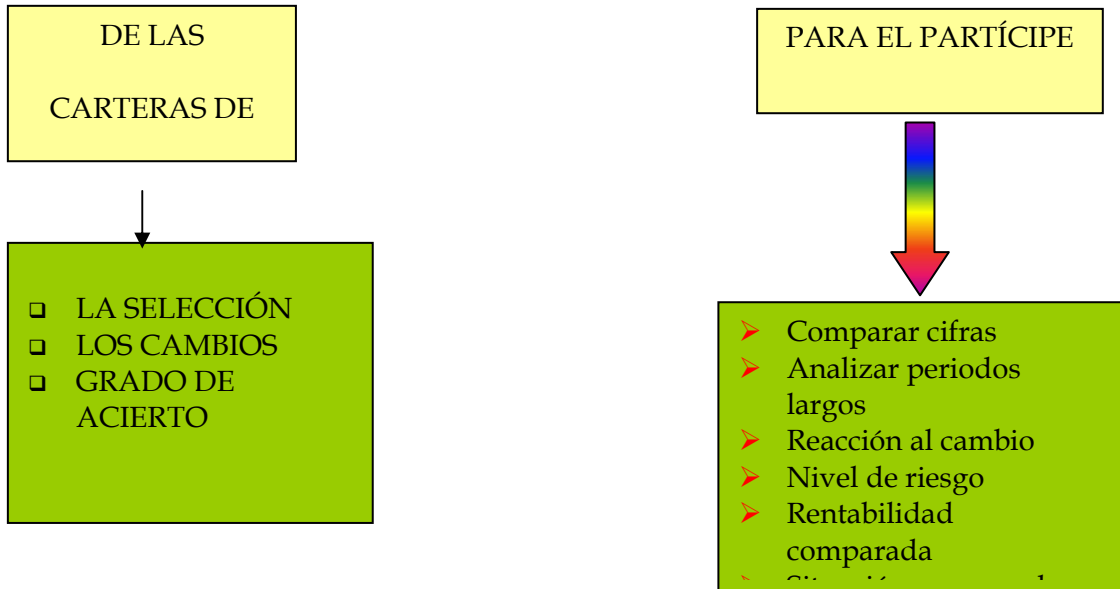 DE LAS
CARTERAS DE
LA SELECCIÓN
LOS CAMBIOS
GRADO DE
ACIERTO
PARA EL PARTÍCIPE
Comparar cifras
Analizar periodos
largos
Reacción al cambio
Nivel de riesgo
Rentabilidad
comparada